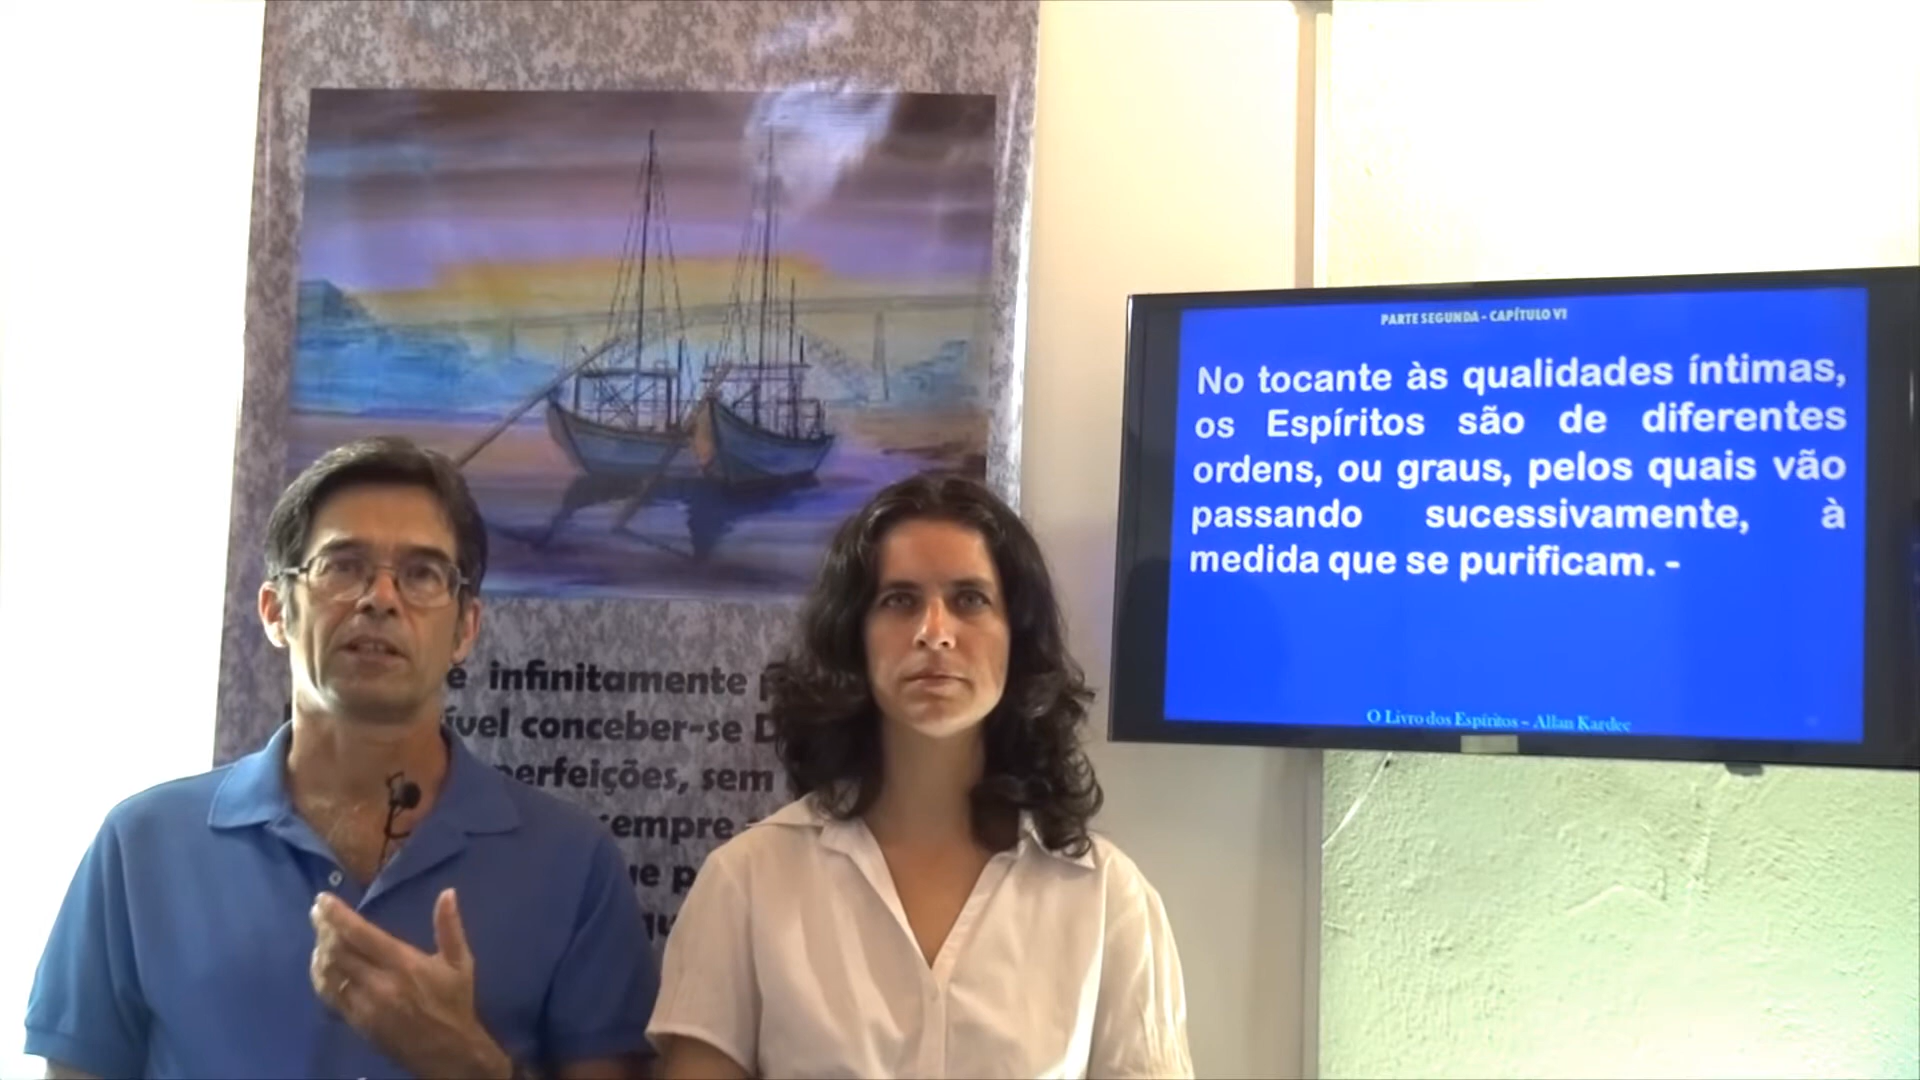 PARTE SEGUNDA - CAPÍTULO VI
No tocante às qualidades íntimas,
os Espíritos são de diferentes
ordens, ou graus, pelos quais vão
passando sucessivamente, à
medida que se purificam. -
O Livro dos Espíritos – Allan Kardec
e infinitamente
conceber-se
perfeições, sem
sempre